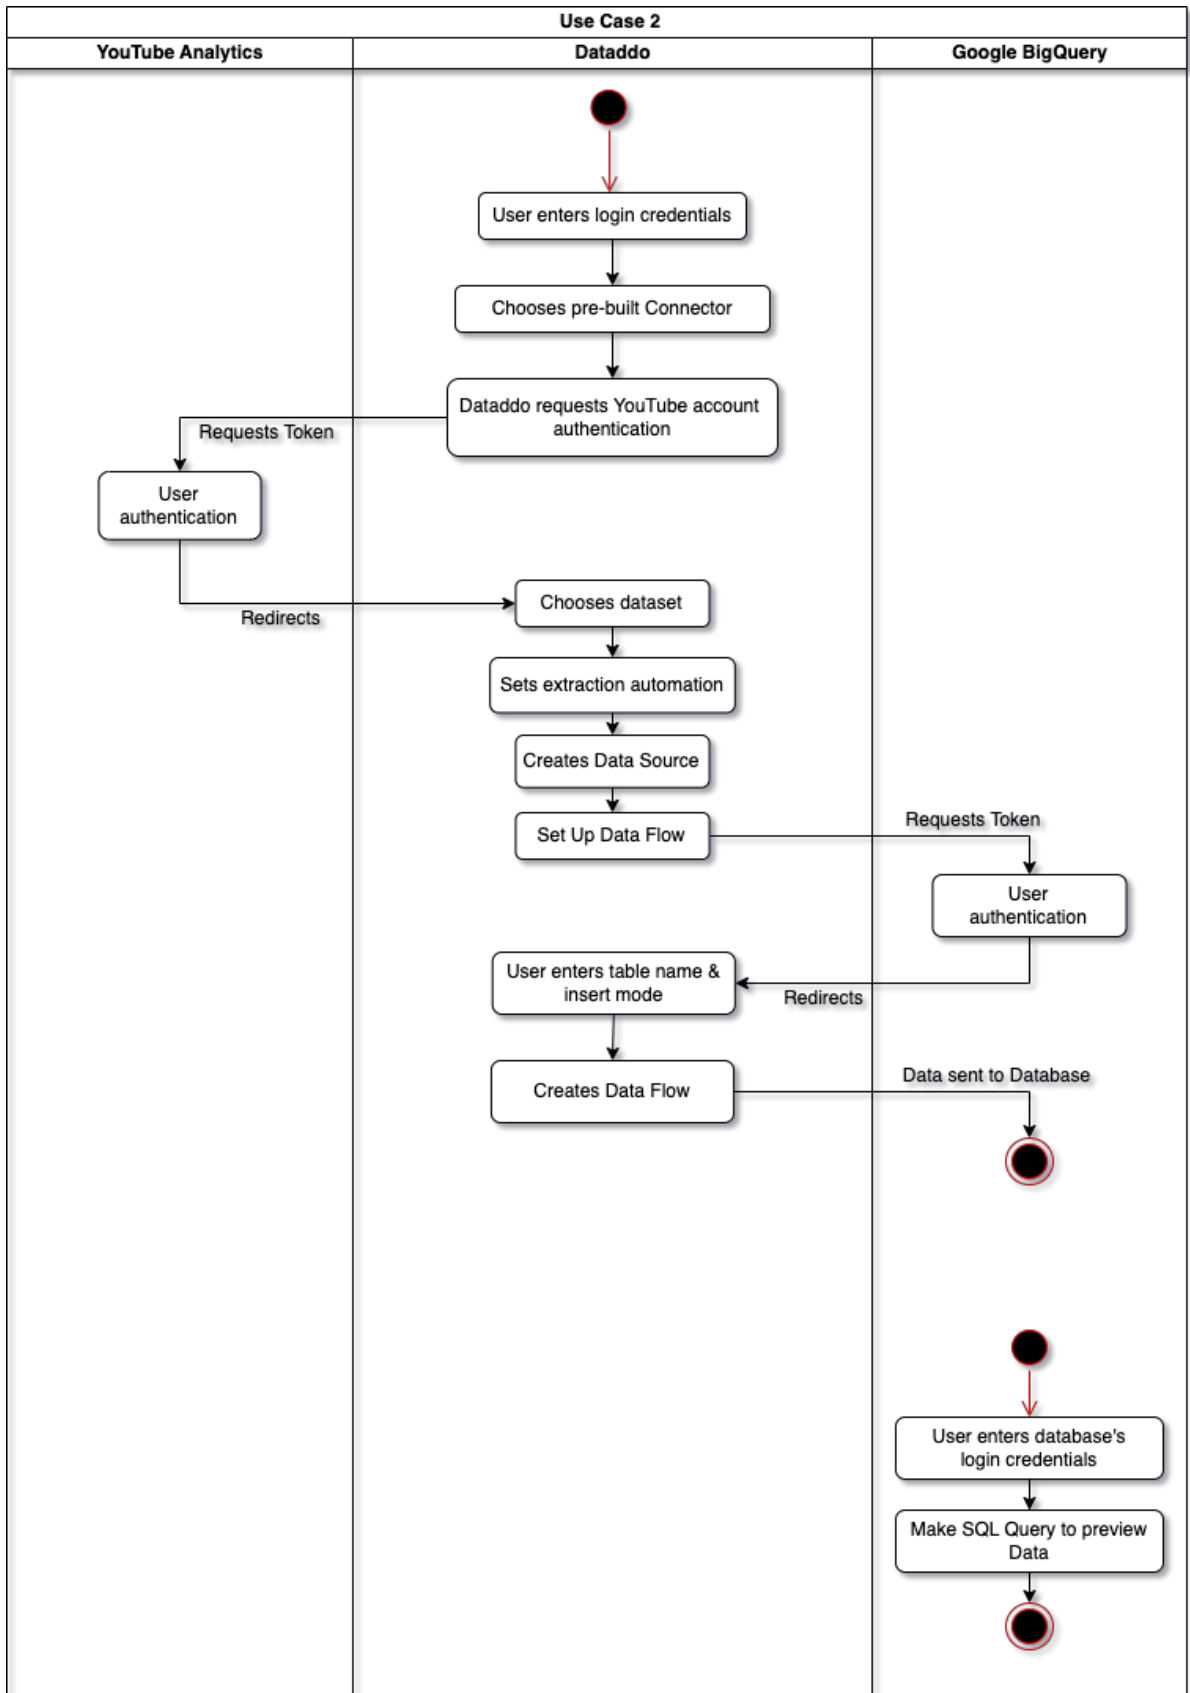 Use Case 2
YouTube Analytics
Dataddo
Google BigQuery
User enters login credentials
Chooses pre-built Connector
Dataddo requests YouTube account
authentication
Requests Token
User
authentication
Redirects
Chooses dataset
Sets extraction automation
Creates Data Source
Set Up Data Flow
Requests Token
User
authentication
Redirects
User enters table name &
insert mode
Creates Data Flow
Data sent to Database
User enters database's
login credentials
Make SQL Query to preview
Data